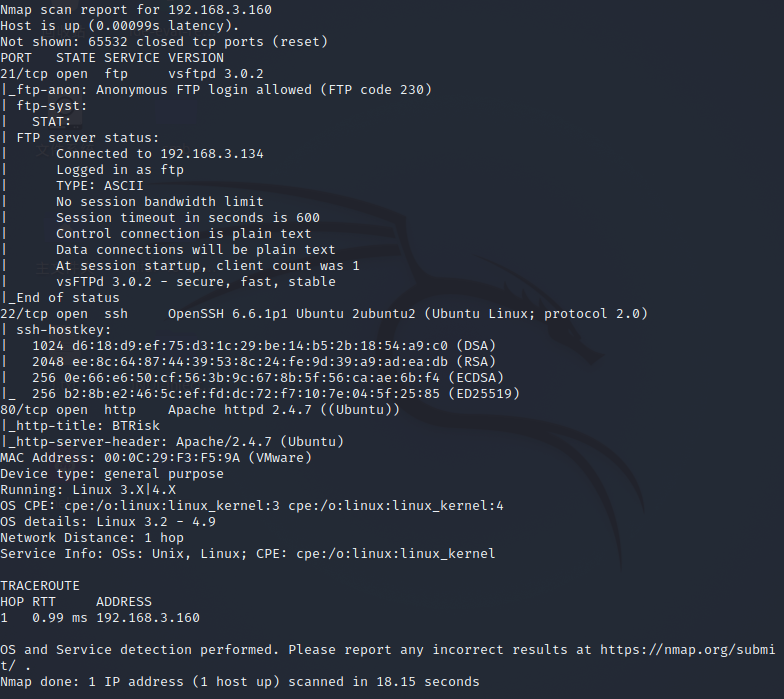 Nmap scan report for 192.168.3.160
Host is up (0.00099s latency).
Not shown: 65532 closed tcp ports (reset)
PORT   STATE SERVICE VERSION
21/tcp open  ftp     vsftpd 3.0.2
|_ftp-anon: Anonymous FTP login allowed (FTP code 230)
| ftp-syst:
|   STAT:
| FTP server status:
|      Connected to 192.168.3.134
|      Logged in as ftp
|      TYPE: ASCII
|      No session bandwidth limit
|      Session timeout in seconds is 600
|      Control connection is plain text
|      Data connections will be plain text
|      At session startup, client count was 1
|      vsFTPd 3.0.2 - secure, fast, stable
|_End of status
22/tcp open  ssh     OpenSSH 6.6.1p1 Ubuntu 2ubuntu2 (Ubuntu Linux; protocol 2.0)
| ssh-hostkey:
|   1024 d6:18:d9:ef:75:d3:1c:29:be:14:b5:2b:18:54:a9:c0 (DSA)
|   2048 ee:8c:64:87:44:39:53:8c:24:fe:9d:39:a9:ad:ea:db (RSA)
|   256 0e:66:e6:50:cf:56:3b:9c:67:8b:5f:56:ca:ae:6b:f4 (ECDSA)
|_  256 b2:8b:e2:46:5c:ef:fd:dc:72:f7:10:7e:04:5f:25:85 (ED25519)
80/tcp open  http    Apache httpd 2.4.7 ((Ubuntu))
|_http-title: BTRisk
|_http-server-header: Apache/2.4.7 (Ubuntu)
MAC Address: 00:0C:29:F3:F5:9A (VMware)
Device type: general purpose
Running: Linux 3.X|4.X
OS CPE: cpe:/o:linux:linux_kernel:3 cpe:/o:linux:linux_kernel:4
OS details: Linux 3.2 - 4.9
Network Distance: 1 hop
Service Info: OSs: Unix, Linux; CPE: cpe:/o:linux:linux_kernel
TRACEROUTE
HOP RTT     ADDRESS
1   0.99 ms 192.168.3.160
OS and Service detection performed. Please report any incorrect results at https://nmap.org/submi
t/ .
Nmap done: 1 IP address (1 host up) scanned in 18.15 seconds